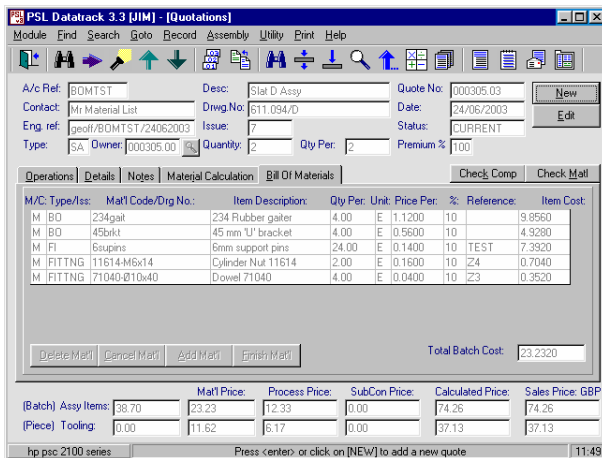 PSL Datatrack 3.3 [JIM] - [Quotations]
Module Find Search Goto Record Assembly Utility Print Help
A/c Ref: BOMTST Desc: Slat D Assy Quote No: 000305.03 New
Contact: Mr Material List Drwg.No: 611.094/D Date: 24/06/2003 Edit
Eng. ref: geoff/BOMTST/24062003 Issue: 7 Status: CURRENT
Type: SA Owner: 000305.00 Quantity: 2 Qty Per: 2 Premium % 100
Operations Details Notes Material Calculation Bill Of Materials Check Comp Check Matl
M/C: Type/Iss: Mat'l Code/Drg No.: Item Description: Qty Per: Unit: Price Per: %: Reference: Item Cost:
M BO 234gait 234 Rubber gaiter 4.00 E 1.1200 10 9.8560
M BO 45brkt 45 mm 'U' bracket 4.00 E 0.5600 10 4.9280
M FI 6supins 6mm support pins 24.00 E 0.1400 10 TEST 7.3920
M FITTNG 11614-M6x14 Cylinder Nut 11614 2.00 E 0.1600 10 Z4 0.7040
M FITTNG 71040-Ø10x40 Dowel 71040 4.00 E 0.0400 10 Z3 0.3520
Delete Mat'l Cancel Mat'l Add Mat'l Finish Mat'l Total Batch Cost: 23.2320
Mat'l Price: Process Price: SubCon Price: Calculated Price: Sales Price: GBP
(Batch) Assy Items: 38.70 23.23 12.33 0.00 74.26 74.26
(Piece) Tooling: 0.00 11.62 6.17 0.00 37.13 37.13
hp psc 2100 series Press <enter> or click on [NEW] to add a new quote 11:49